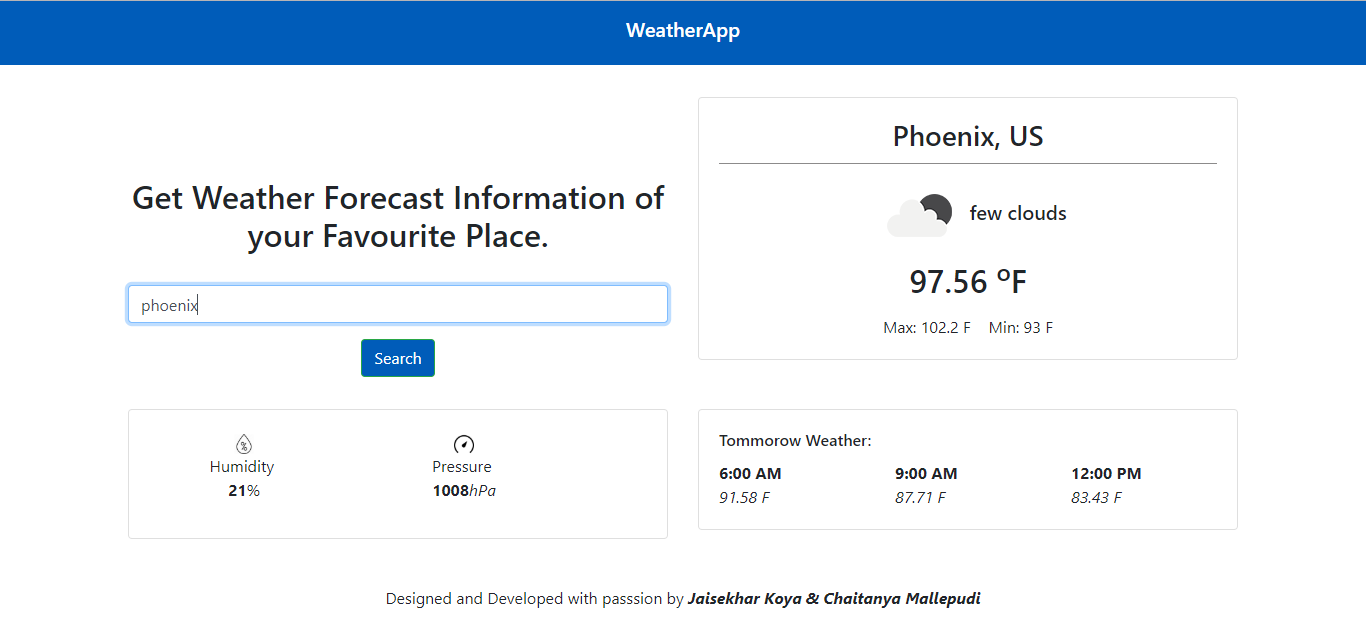 WeatherApp
Get Weather Forecast Information of
your Favourite Place.
phoenix
Search
Phoenix, US
few clouds
97.56 ºF
Max: 102.2 F Min: 93 F
%
Humidity Pressure
21% 1008hPa
Tommorow Weather:
6:00 AM 9:00 AM 12:00 PM
91.58 F 87.71 F 83.43 F
Designed and Developed with passsion by Jaisekhar Koya & Chaitanya Mallepudi